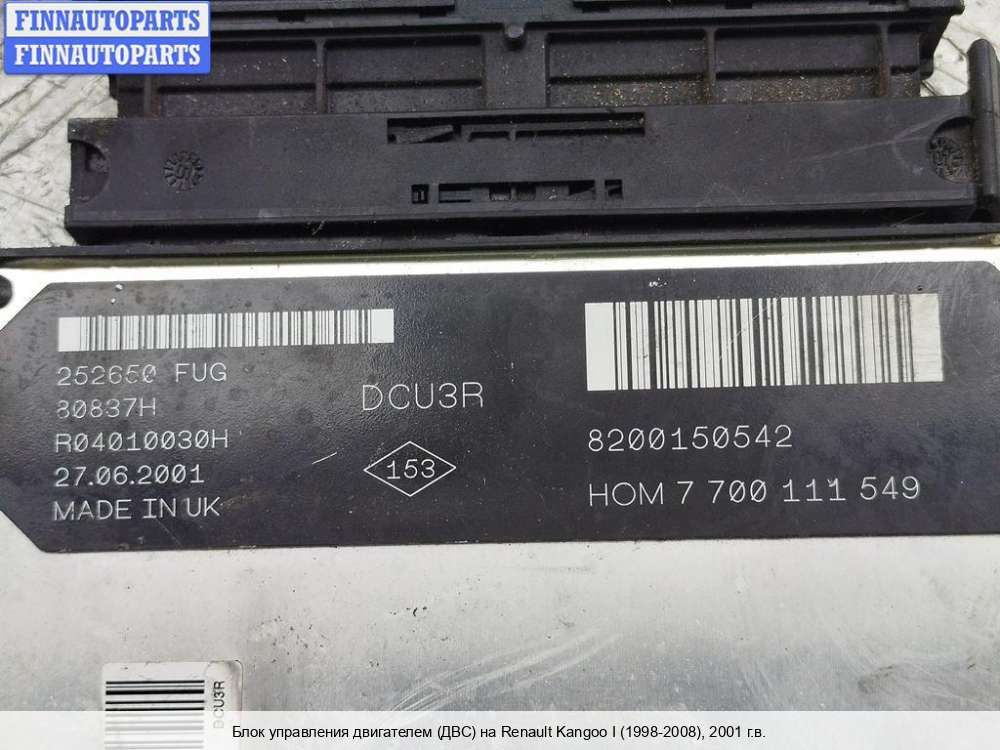 FINNAUTOPARTS
FINNAUTOPARTS
252650 FUG
80837H
R04010030H
27.06.2001
MADE IN UK
DCU3R
153
8200150542
HOM 7 700 111 549
DCU3R
Блок управления двигателем (ДВС) на Renault Kangoo I (1998-2008), 2001 г.в.